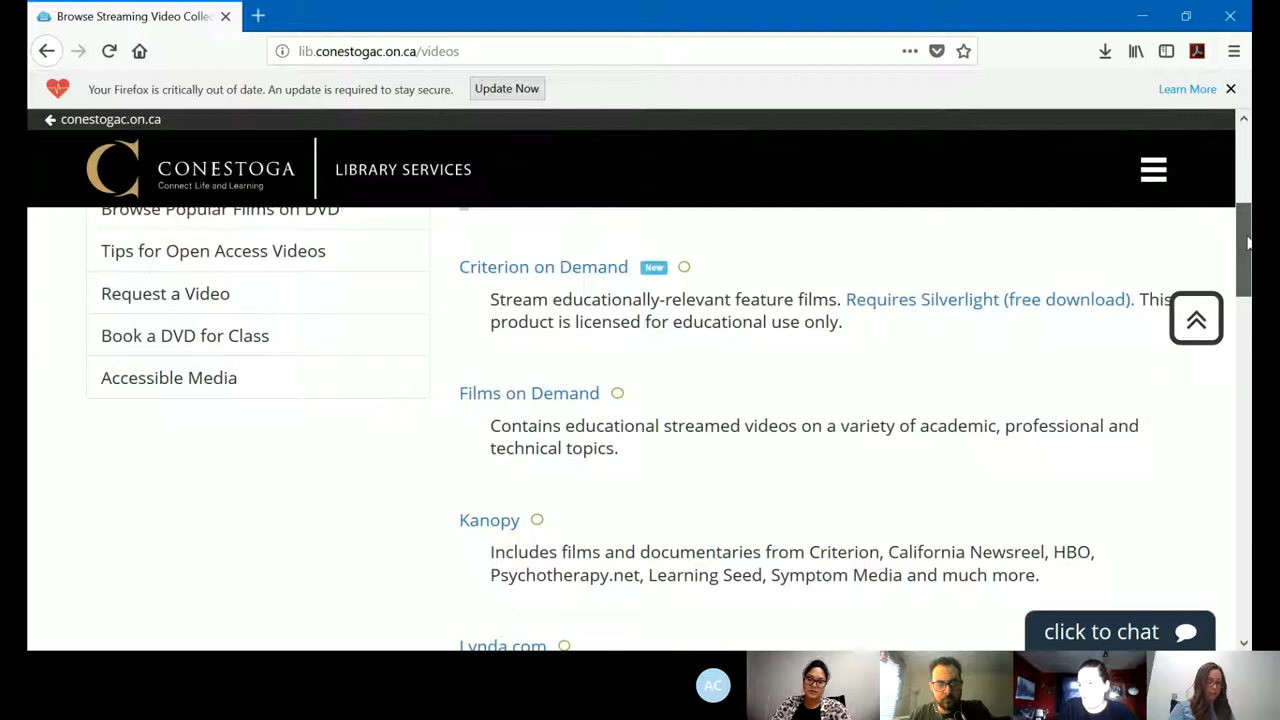 Browse Streaming Video Collec
lib.conestogac.on.ca/videos
Your Firefox is critically out of date. An update is required to stay secure.
Update Now
Learn More
conestogac.on.ca
CONESTOGA
Connect Life and Learning
LIBRARY SERVICES
Browse Popular Films on DVD
Tips for Open Access Videos
Request a Video
Book a DVD for Class
Accessible Media
Criterion on Demand New
Stream educationally-relevant feature films. Requires Silverlight (free download). This
product is licensed for educational use only.
Films on Demand
Contains educational streamed videos on a variety of academic, professional and
technical topics.
Kanopy
Includes films and documentaries from Criterion, California Newsreel, HBO,
Psychotherapy.net, Learning Seed, Symptom Media and much more.
Lynda.com
click to chat
AC